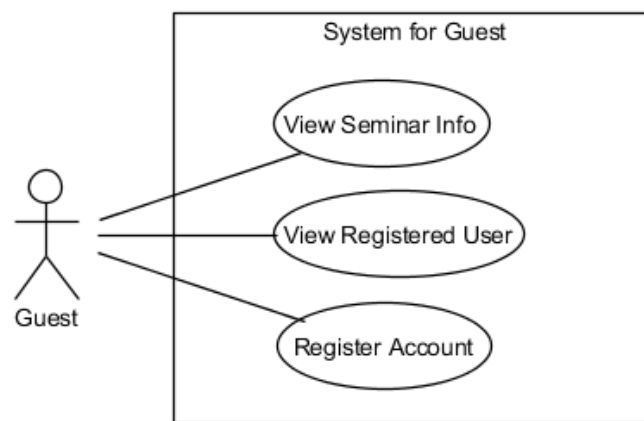 System for Guest
View Seminar Info
View Registered User
Guest
Register Account